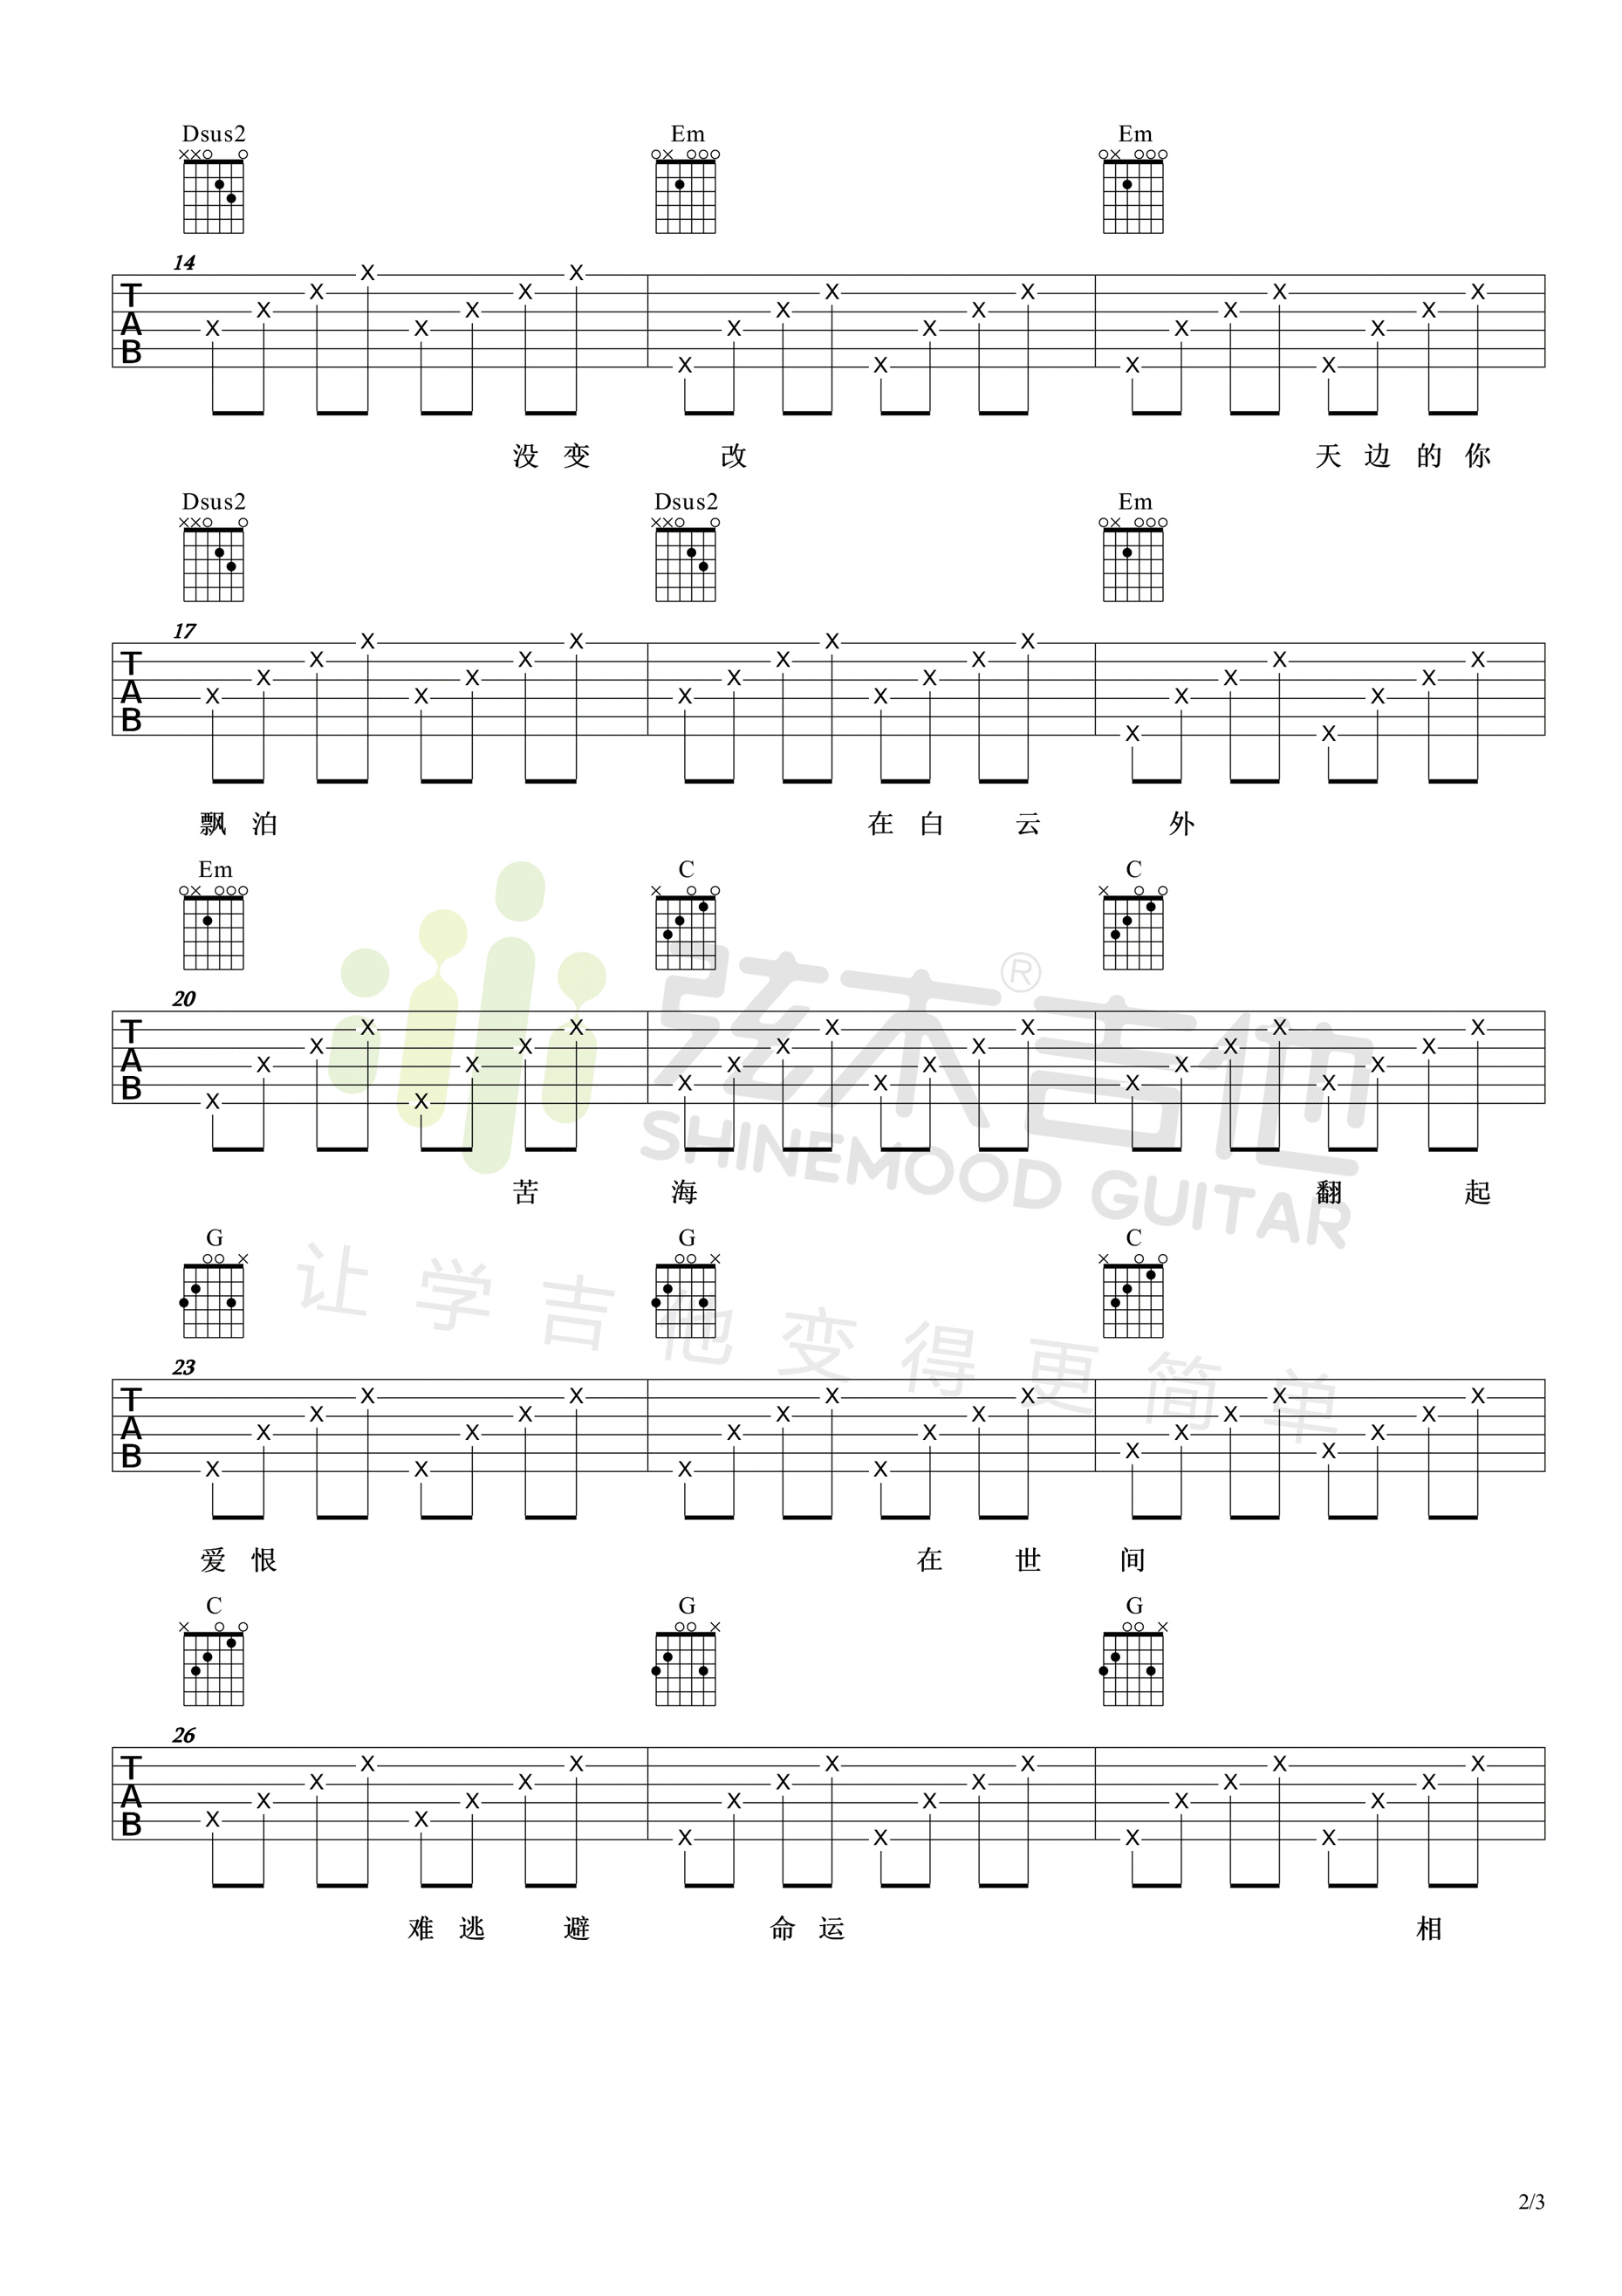 Dsus2 Em Em
14
T
A
B
没 变 改 天 边 的 你
Dsus2 Dsus2 Em
17
T
A
B
飘 泊 在 白 云 外
Em C C
20
T
A
B
弦木吉他®
SHINEMOOD GUITAR
苦 海 翻 起
G G C
让学吉他变得更简单
23
T
A
B
爱 恨 在 世 间
C G G
26
T
A
B
难 逃 避 命 运 相
2/3